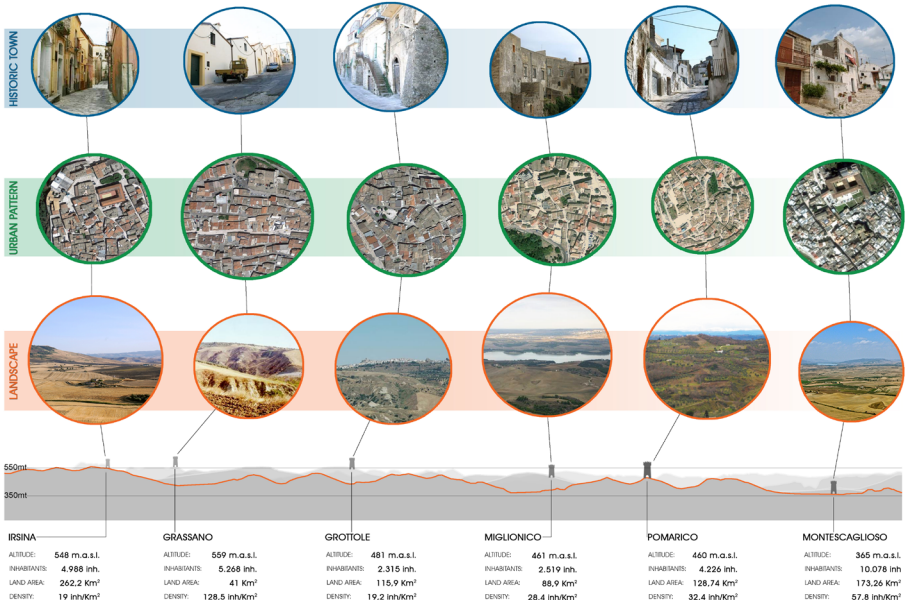 HISTORIC TOWN
URBAN PATTERN
LANDSCAPE
550mt
350mt
IRSINA
ALTITUDE: 548 m.a.s.l.
INHABITANTS: 4.988 inh.
LAND AREA: 262,2 Km²
DENSITY: 19 inh/Km²
GRASSANO
ALTITUDE: 559 m.a.s.l.
INHABITANTS: 5.268 inh.
LAND AREA: 41 Km²
DENSITY: 128.5 inh/Km²
GROTTOLE
ALTITUDE: 481 m.a.s.l.
INHABITANTS: 2.315 inh.
LAND AREA: 115,9 Km²
DENSITY: 19.2 inh/Km²
MIGLIONICO
ALTITUDE: 461 m.a.s.l.
INHABITANTS: 2.519 inh.
LAND AREA: 88,9 Km²
DENSITY: 28.4 inh/Km²
POMARICO
ALTITUDE: 460 m.a.s.l.
INHABITANTS: 4.226 inh.
LAND AREA: 128,74 Km²
DENSITY: 32.4 inh/Km²
MONTESCAGLIOSO
ALTITUDE: 365 m.a.s.l.
INHABITANTS: 10.078 inh
LAND AREA: 173,26 Km²
DENSITY: 57.8 inh/Km²